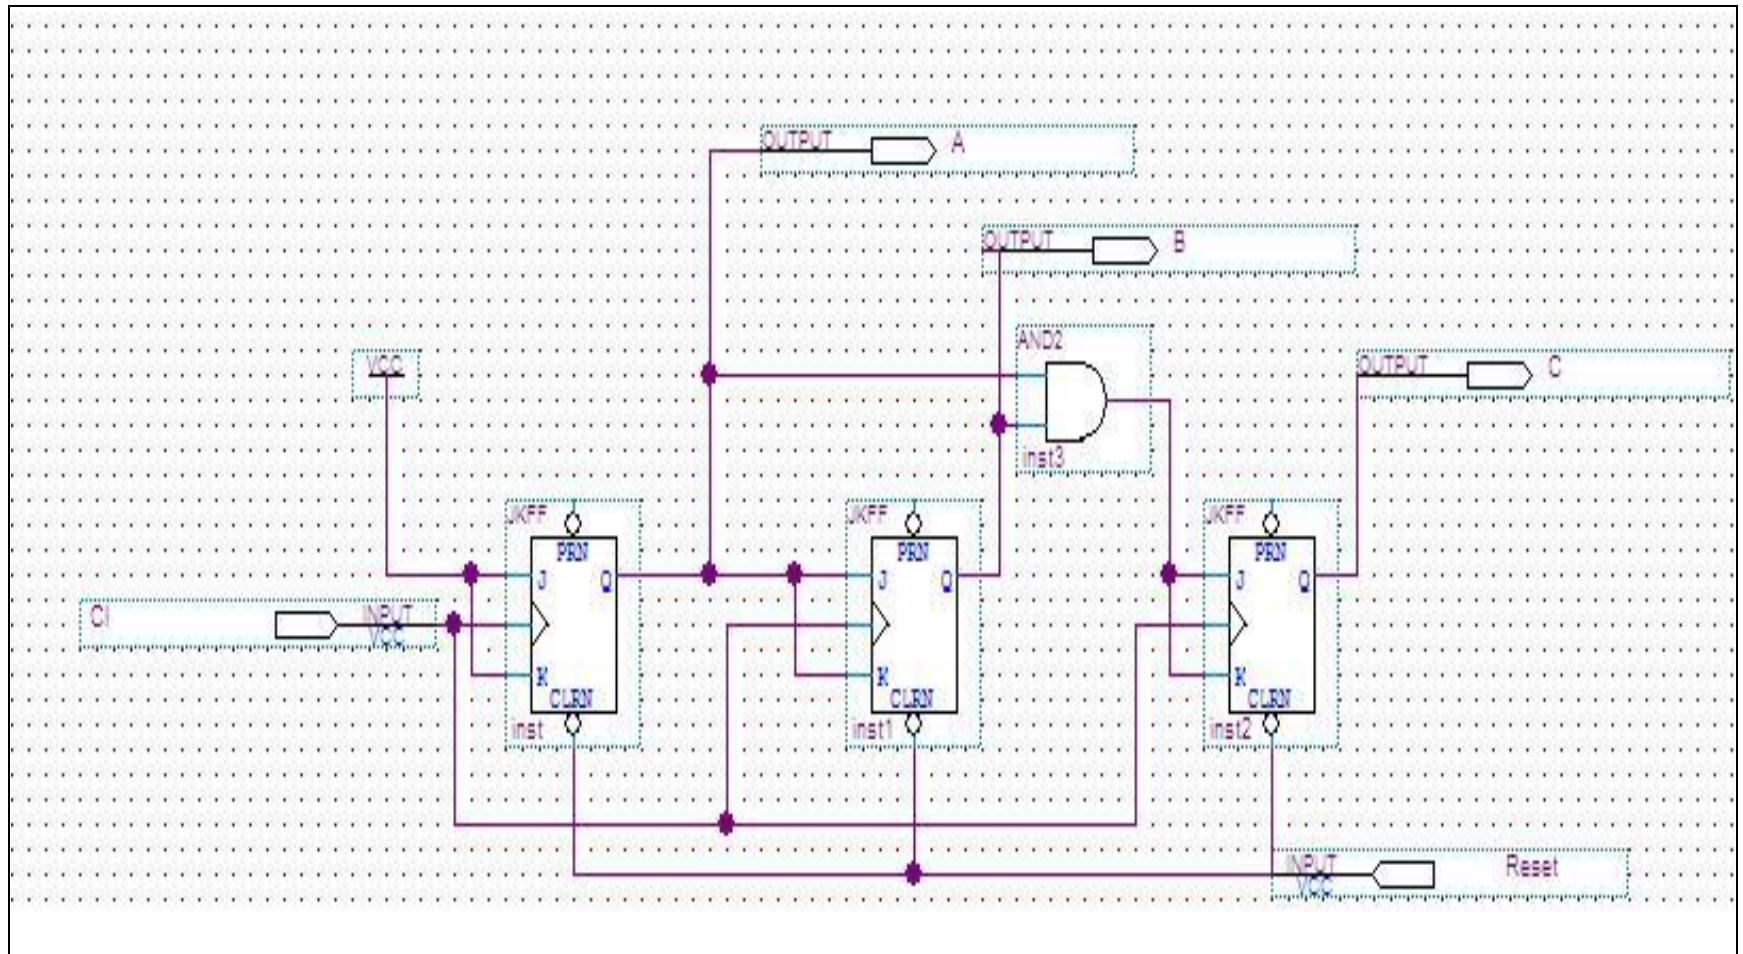 OUTPUT A
OUTPUT B
AND2
VCC
OUTPUT C
inst3
JKFF
JKFF
JKFF
PRN
PRN
PRN
J Q
J Q
J Q
CI INPUT
VCC
K
K
K
CLRN
CLRN
CLRN
inst
inst1
inst2
INPUT Reset
VCC